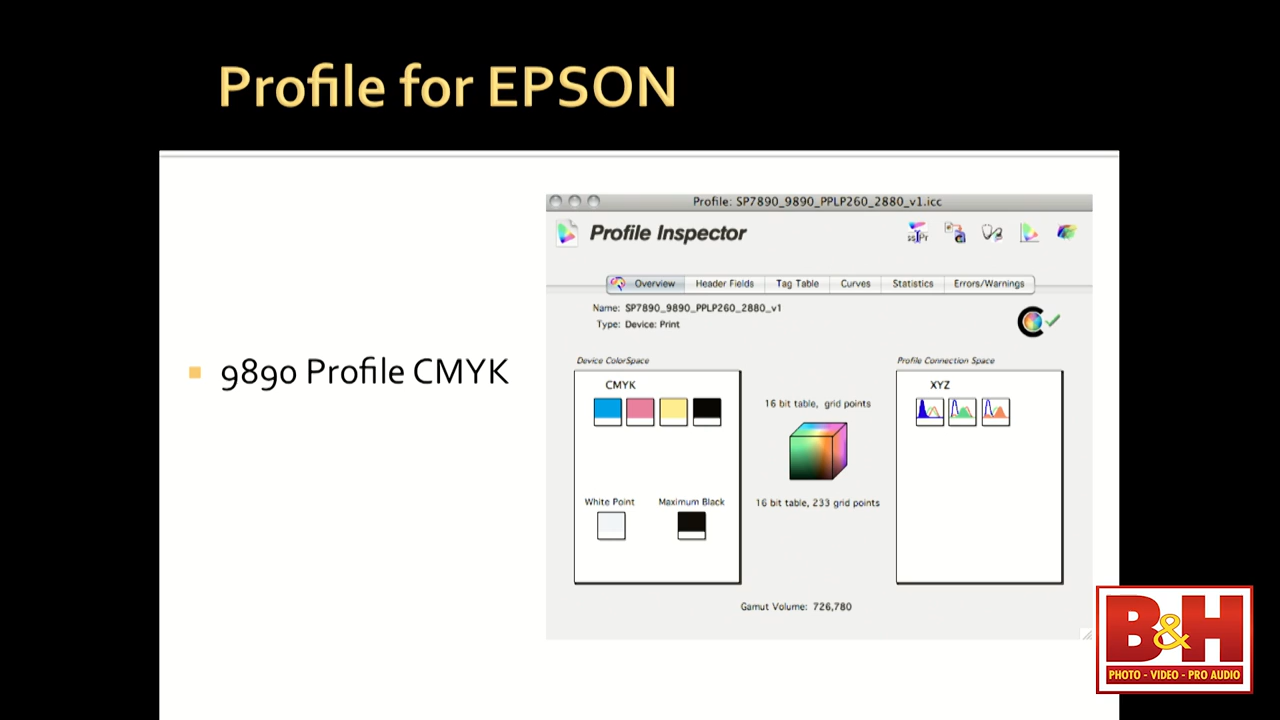 Profile for EPSON
9890 Profile CMYK
Profile: SP7890_9890_PPLP260_2880_v1.icc
Profile Inspector
Overview Header Fields Tag Table Curves Statistics Errors/Warnings
Name: SP7890_9890_PPLP260_2880_v1
Type: Device: Print
Device ColorSpace
CMYK
White Point Maximum Black
16 bit table, grid points
16 bit table, 233 grid points
Profile Connection Space
XYZ
Gamut Volume: 726,780
B&H
PHOTO - VIDEO - PRO AUDIO